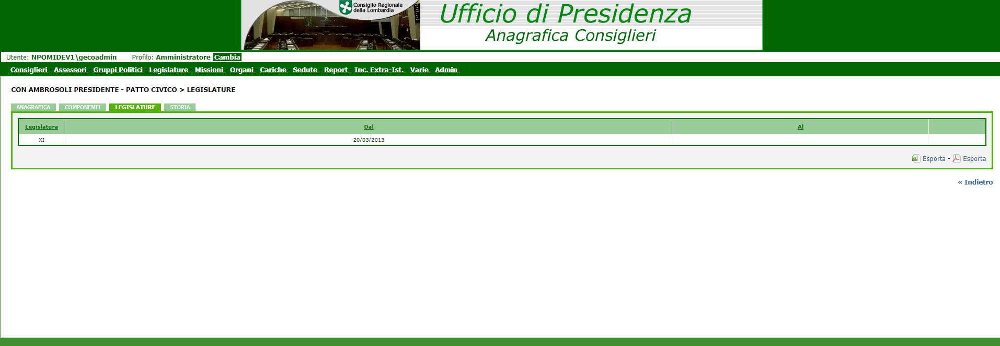 Consiglio Regionale
della Lombardia
Ufficio di Presidenza
Anagrafica Consiglieri
Utente: NPOMIDEV1\gecoadmin Profilo: Amministratore Cambia
Consiglieri Assessori Gruppi Politici Legislature Missioni Organi Cariche Sedute Report Inc. Extra-Ist. Varie Admin
CON AMBROSOLI PRESIDENTE - PATTO CIVICO > LEGISLATURE
ANAGRAFICA COMPONENTI LEGISLATURE STORIA
Legislatura Dal Al
XI 20/03/2013
Esporta - Esporta
« Indietro